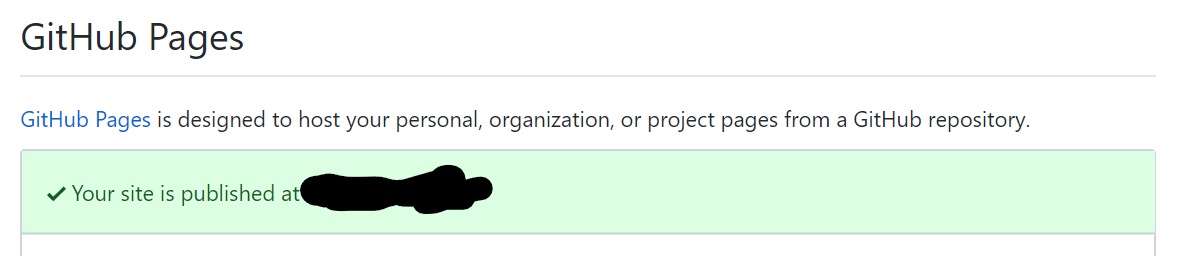 GitHub Pages
GitHub Pages is designed to host your personal, organization, or project pages from a GitHub repository.
Your site is published at